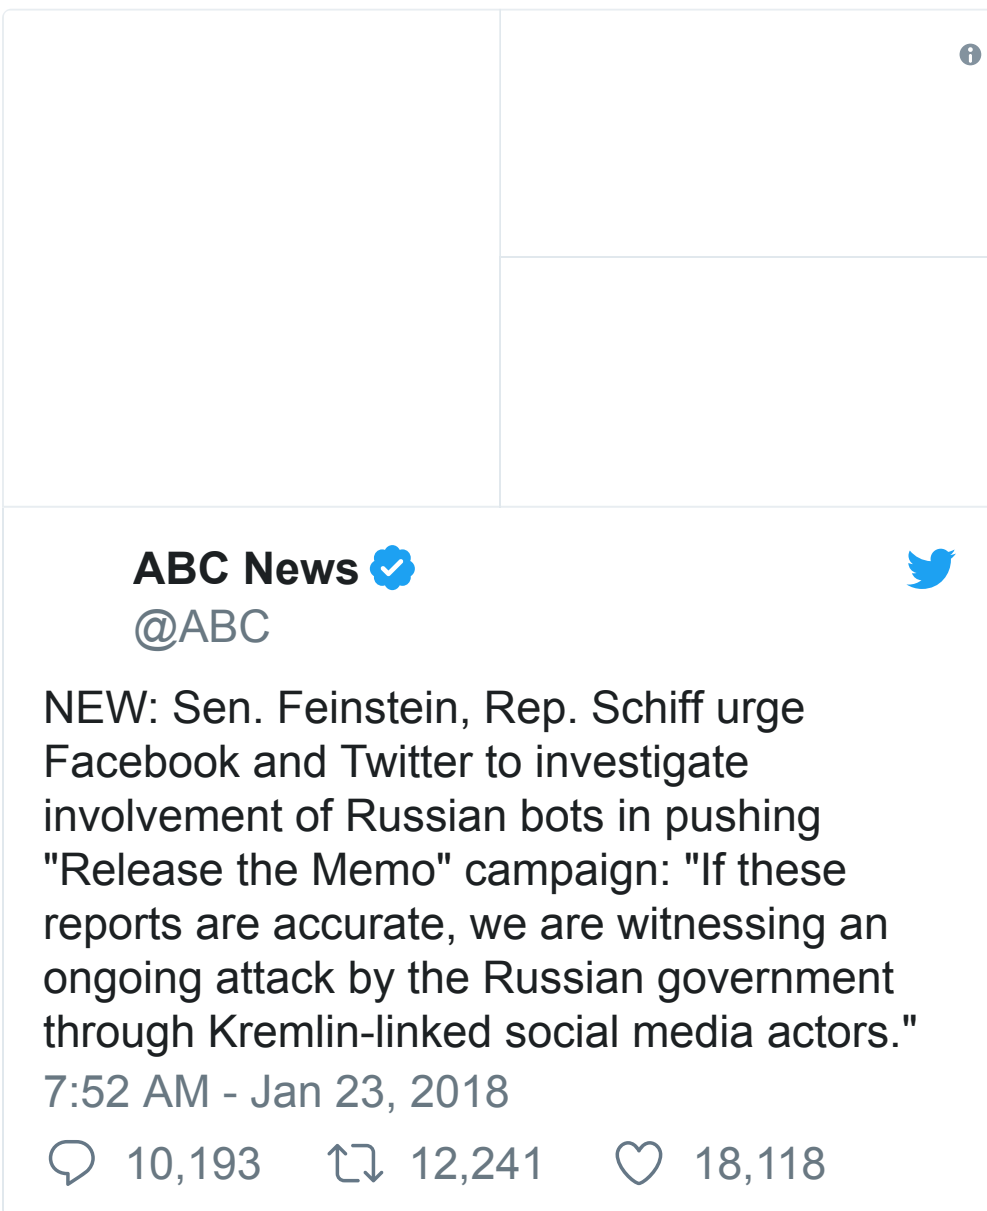 ABC News
@ABC
NEW: Sen. Feinstein, Rep. Schiff urge
Facebook and Twitter to investigate
involvement of Russian bots in pushing
"Release the Memo" campaign: "If these
reports are accurate, we are witnessing an
ongoing attack by the Russian government
through Kremlin-linked social media actors."
7:52 AM - Jan 23, 2018
10,193 12,241 18,118